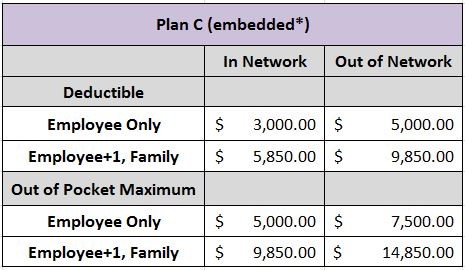 Plan C (embedded*)
In Network Out of Network
Deductible
Employee Only $ 3,000.00 $ 5,000.00
Employee+1, Family $ 5,850.00 $ 9,850.00
Out of Pocket Maximum
Employee Only $ 5,000.00 $ 7,500.00
Employee+1, Family $ 9,850.00 $ 14,850.00